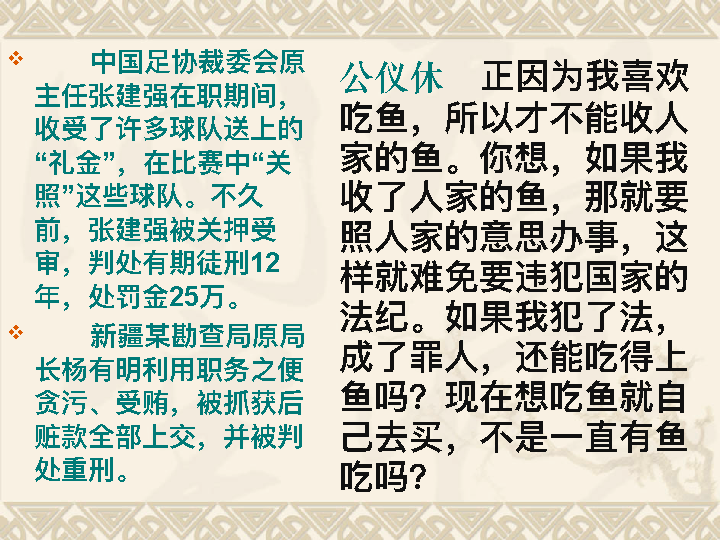 中国足协裁委会原
主任张建强在职期间，
收受了许多球队送上的
“礼金”，在比赛中“关
照”这些球队。不久
前，张建强被关押受
审，判处有期徒刑12
年，处罚金25万。
新疆某勘查局原局
长杨有明利用职务之便
贪污、受贿，被抓获后
赃款全部上交，并被判
处重刑。
公仪休　正因为我喜欢
吃鱼，所以才不能收人
家的鱼。你想，如果我
收了人家的鱼，那就要
照人家的意思办事，这
样就难免要违犯国家的
法纪。如果我犯了法，
成了罪人，还能吃得上
鱼吗？现在想吃鱼就自
己去买，不是一直有鱼
吃吗？